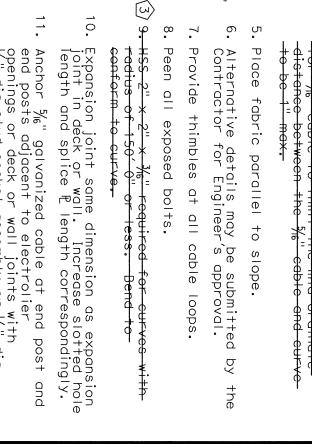 distance between the 5/16" cable and curve
to be 1" max.
5. Place fabric parallel to slope.
6. Alternative details may be submitted by the
Contractor for Engineer's approval.
7. Provide thimbles at all cable loops.
8. Peen all exposed bolts.
3
9. HSS 2" x 2" x 3/16" required for curves with
radius of 150'-0" or less. Bend to
conform to curve.
10. Expansion joint same dimension as expansion
joint in deck or wall. Increase slotted hole
length and splice PL length correspondingly.
11. Anchor 5/16" galvanized cable at end post and
end posts adjacent to electrolier
openings or deck or wall joints with